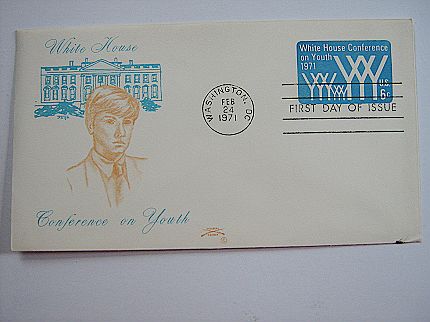 White House
Conference on Youth
WASHINGTON, DC
FEB
24
1971
White House Conference
on Youth
1971
US
6c
FIRST DAY OF ISSUE